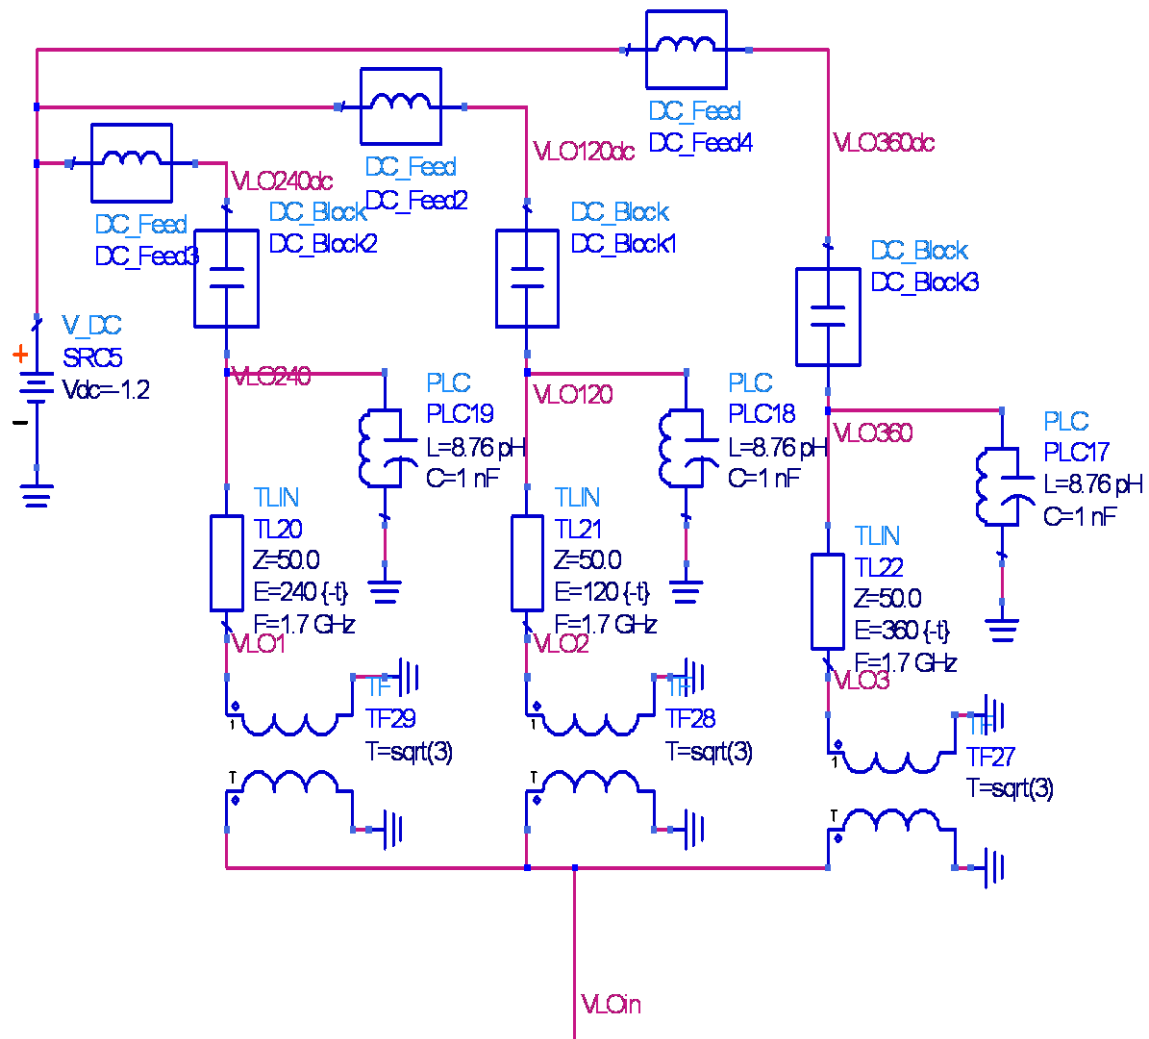 DC_Feed
DC_Feed4
VLO360dc
VLO120dc
DC_Feed
DC_Feed2
VLO240dc
DC_Feed
DC_Feed3
DC_Block
DC_Block2
DC_Block
DC_Block1
DC_Block
DC_Block3
+
V_DC
SRC5
Vdc=-1.2
-
VLO240
PLC
PLC19
L=8.76 pH
C=1 nF
VLO120
PLC
PLC18
L=8.76 pH
C=1 nF
VLO360
PLC
PLC17
L=8.76 pH
C=1 nF
TLIN
TL20
Z=50.0
E=240 {-t}
F=1.7 GHz
VLO1
TLIN
TL21
Z=50.0
E=120 {-t}
F=1.7 GHz
VLO2
TLIN
TL22
Z=50.0
E=360 {-t}
F=1.7 GHz
VLO3
1
TF
TF29
T=sqrt(3)
T
1
TF
TF28
T=sqrt(3)
T
1
TF
TF27
T=sqrt(3)
T
VLOin